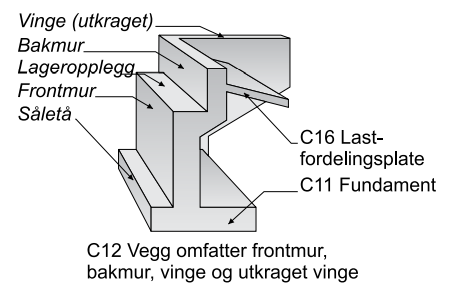 Vinge (utkraget)
Bakmur
Lageropplegg
Frontmur
Såletå
C16 Last-
fordelingsplate
C11 Fundament
C12 Vegg omfatter frontmur,
bakmur, vinge og utkraget vinge